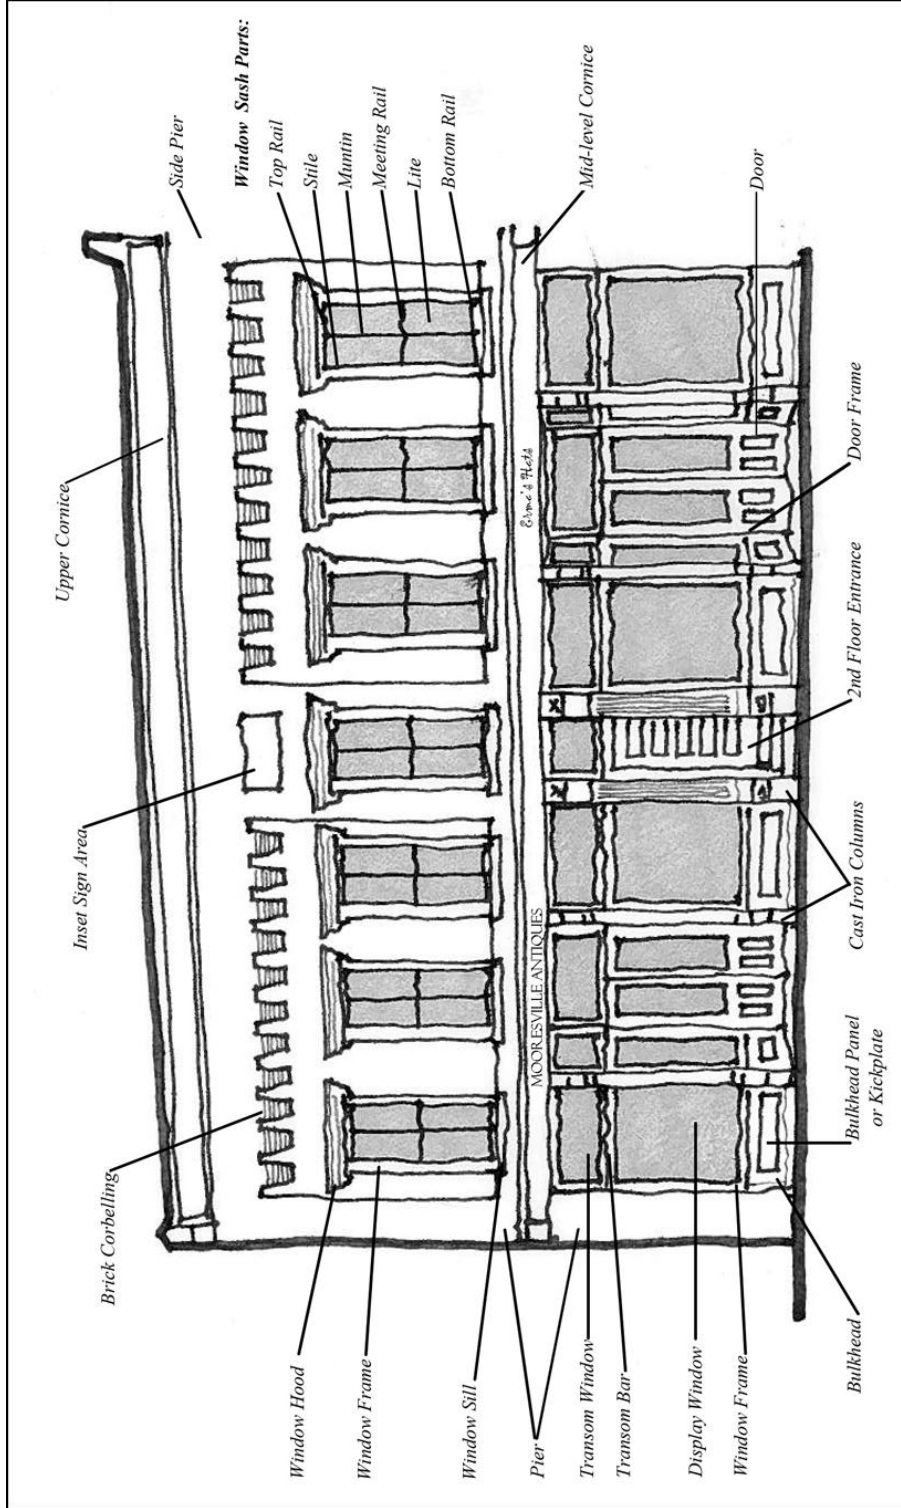 Upper Cornice
Inset Sign Area
Brick Corbelling
Side Pier
Window Sash Parts:
Top Rail
Stile
Muntin
Meeting Rail
Lite
Bottom Rail
Mid-level Cornice
Door
Window Hood
Window Frame
Window Sill
Pier
Transom Window
Transom Bar
Display Window
Window Frame
MOORESVILLE ANTIQUES
Erme's Hats
Bulkhead
Bulkhead Panel
or Kickplate
Cast Iron Columns
2nd Floor Entrance
Door Frame